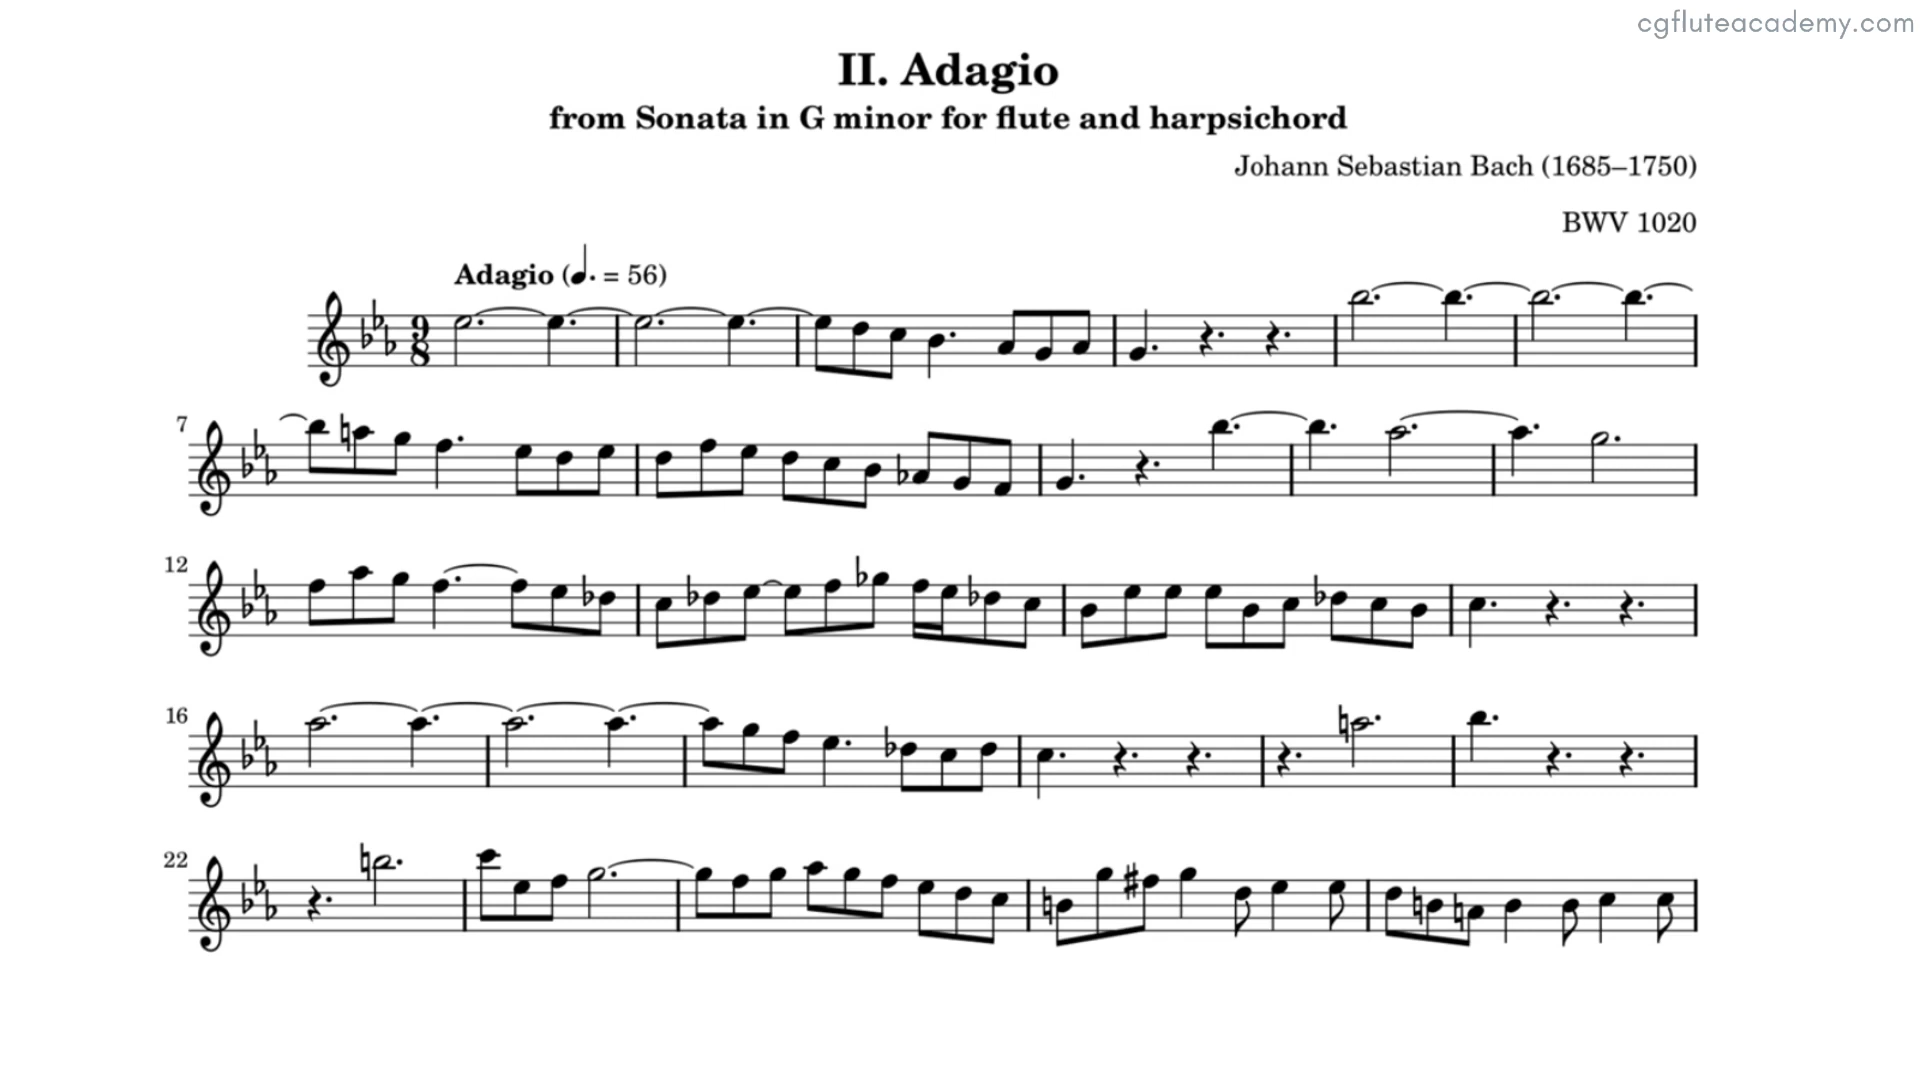 cgfluteacademy.com
II. Adagio
from Sonata in G minor for flute and harpsichord
Johann Sebastian Bach (1685–1750)
BWV 1020
Adagio (♩. = 56)
9
8
7
12
16
22